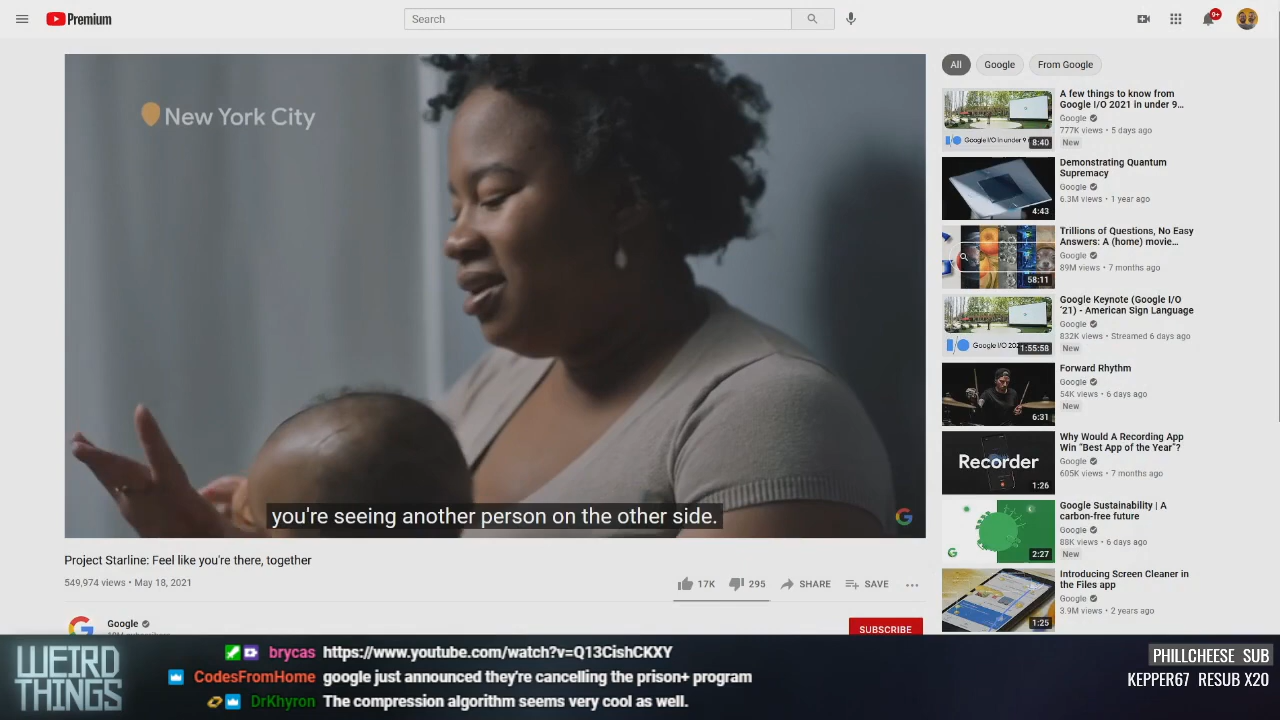 Premium
Search
9+
New York City
you're seeing another person on the other side.
Project Starline: Feel like you're there, together
549,974 views • May 18, 2021
17K
295
SHARE
SAVE
Google
SUBSCRIBE
All
Google
From Google
A few things to know from
Google I/O 2021 in under 9...
Google
777K views • 5 days ago
New
Google I/O in under 9
8:40
Demonstrating Quantum
Supremacy
Google
6.3M views • 1 year ago
4:43
Trillions of Questions, No Easy
Answers: A (home) movie...
Google
89M views • 7 months ago
58:11
Google Keynote (Google I/O
'21) - American Sign Language
Google
832K views • Streamed 6 days ago
New
Google I/O 202
1:55:58
Forward Rhythm
Google
54K views • 6 days ago
New
6:31
Why Would A Recording App
Win "Best App of the Year"?
Google
605K views • 7 months ago
Recorder
1:26
Google Sustainability | A
carbon-free future
Google
88K views • 6 days ago
New
2:27
Introducing Screen Cleaner in
the Files app
Google
3.9M views • 2 years ago
1:25
WEIRD
THINGS
brycas https://www.youtube.com/watch?v=Q13CishCKXY
CodesFromHome google just announced they're cancelling the prison+ program
DrKhyron The compression algorithm seems very cool as well.
PHILLCHEESE SUB
KEPPER67 RESUB X20